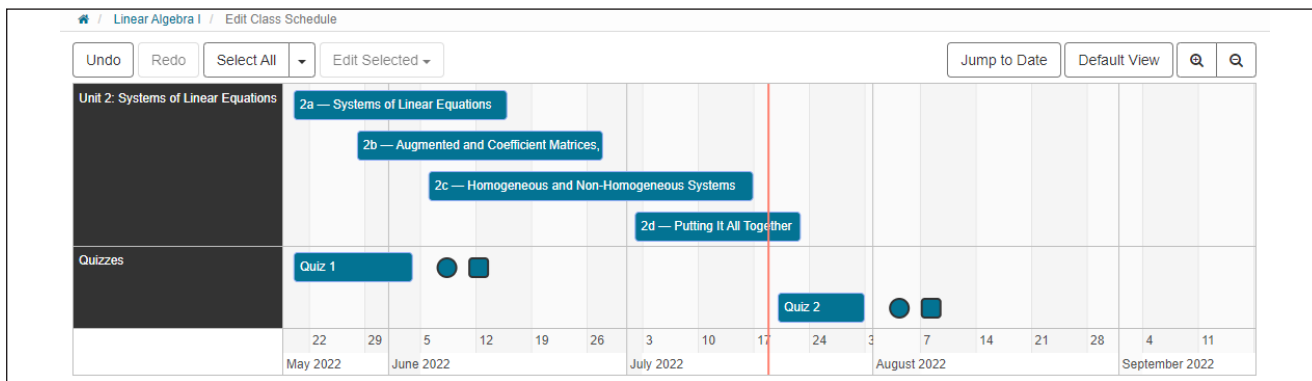 / Linear Algebra I / Edit Class Schedule
Undo Redo Select All Edit Selected Jump to Date Default View
Unit 2: Systems of Linear Equations
2a — Systems of Linear Equations
2b — Augmented and Coefficient Matrices,
2c — Homogeneous and Non-Homogeneous Systems
2d — Putting It All Together
Quizzes
Quiz 1
Quiz 2
22 29 5 12 19 26 3 10 17 24 3 7 14 21 28 4 11
May 2022 June 2022 July 2022 August 2022 September 2022